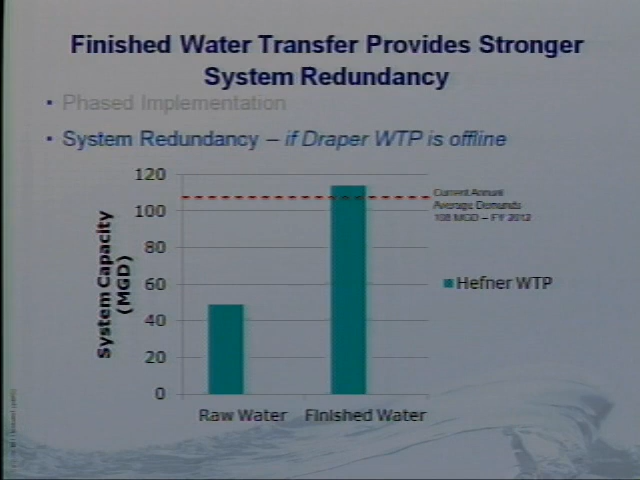 Finished Water Transfer Provides Stronger
System Redundancy
• Phased Implementation
• System Redundancy – if Draper WTP is offline
120
100
80
60
40
20
0
System Capacity
(MGD)
Current Annual
Average Demands
108 MGD – FY 2012
Hefner WTP
Raw Water
Finished Water